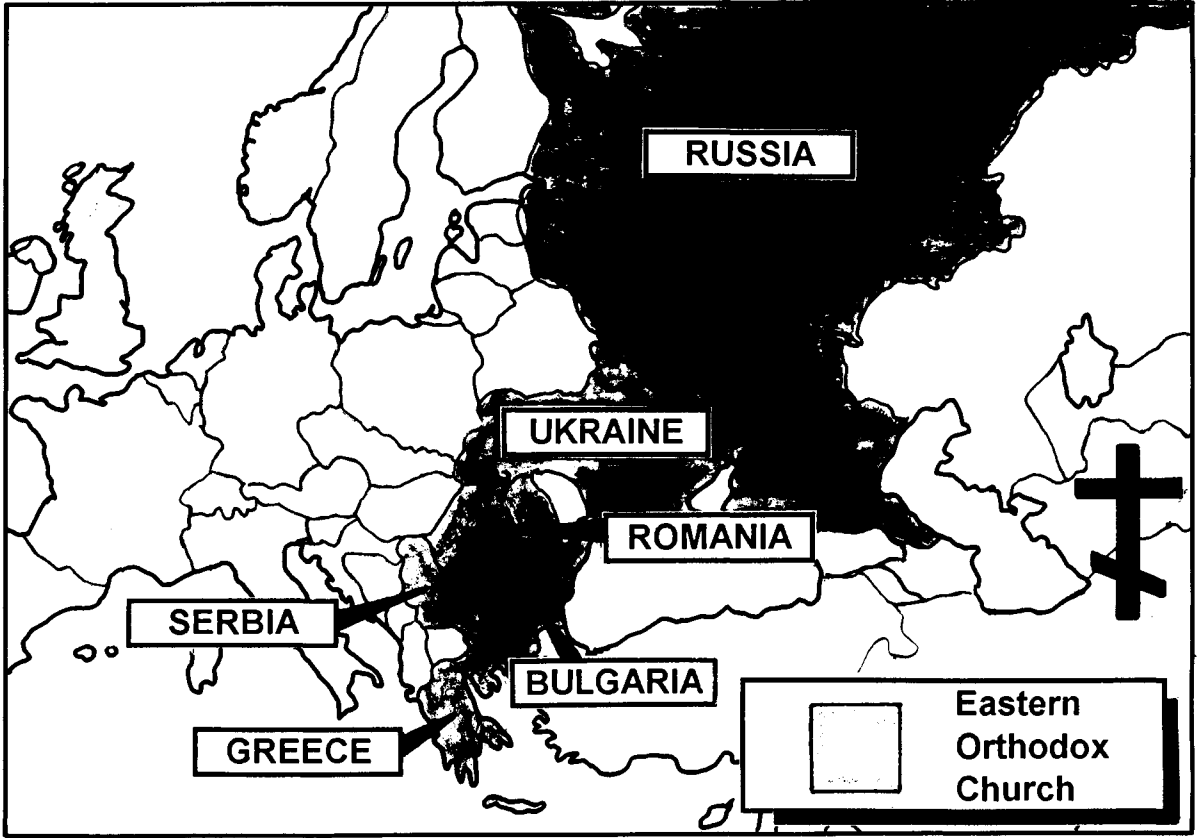 RUSSIA
UKRAINE
ROMANIA
SERBIA
BULGARIA
GREECE
Eastern
Orthodox
Church